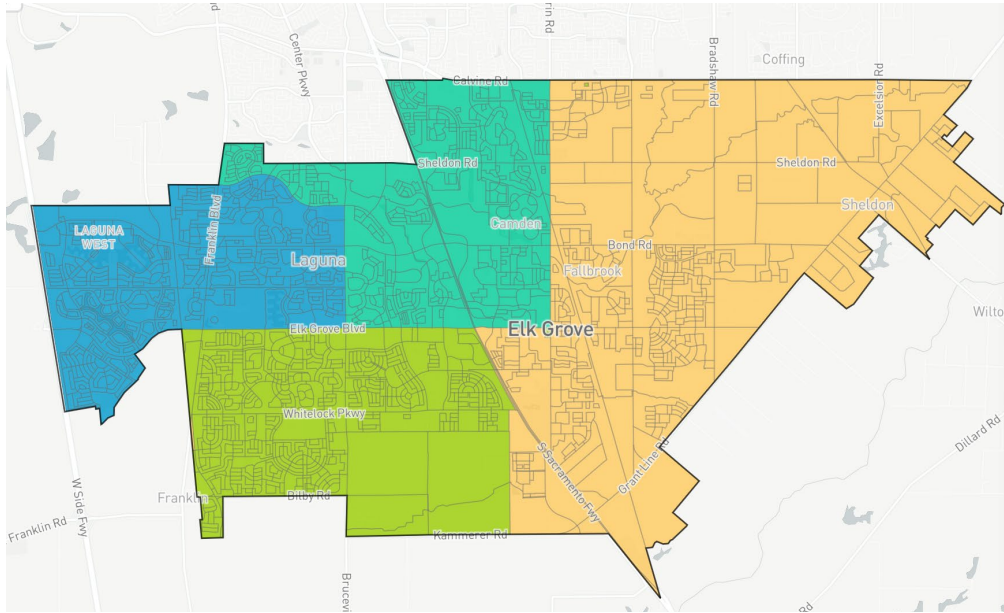 Center Pkwy
Bradshaw Rd
Coffing
Excelsior Rd
Calvine Rd
Sheldon Rd
Sheldon Rd
Sheldon
LAGUNA
WEST
Franklin Blvd
Camden
Laguna
Bond Rd
Fallbrook
Elk Grove Blvd
Elk Grove
Wilto
Whitelock Pkwy
Dillard Rd
S Sacramento Fwy
Grant Line Rd
W Side Fwy
Franklin
Bilby Rd
Franklin Rd
Kammerer Rd
Brucevi